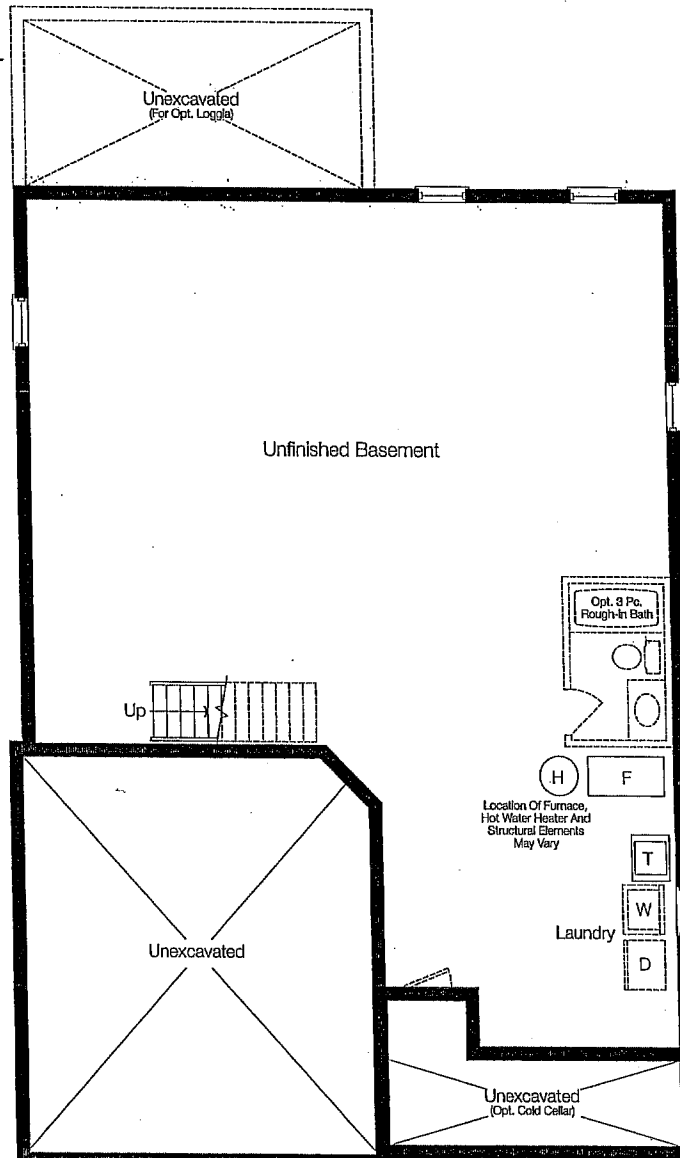 Unexcavated
(For Opt. Loggia)
Unfinished Basement
Opt. 3 Pc.
Rough-In Bath
Up
H
F
Location Of Furnace,
Hot Water Heater And
Structural Elements
May Vary
T
W
Laundry
D
Unexcavated
Unexcavated
(Opt. Cold Cellar)